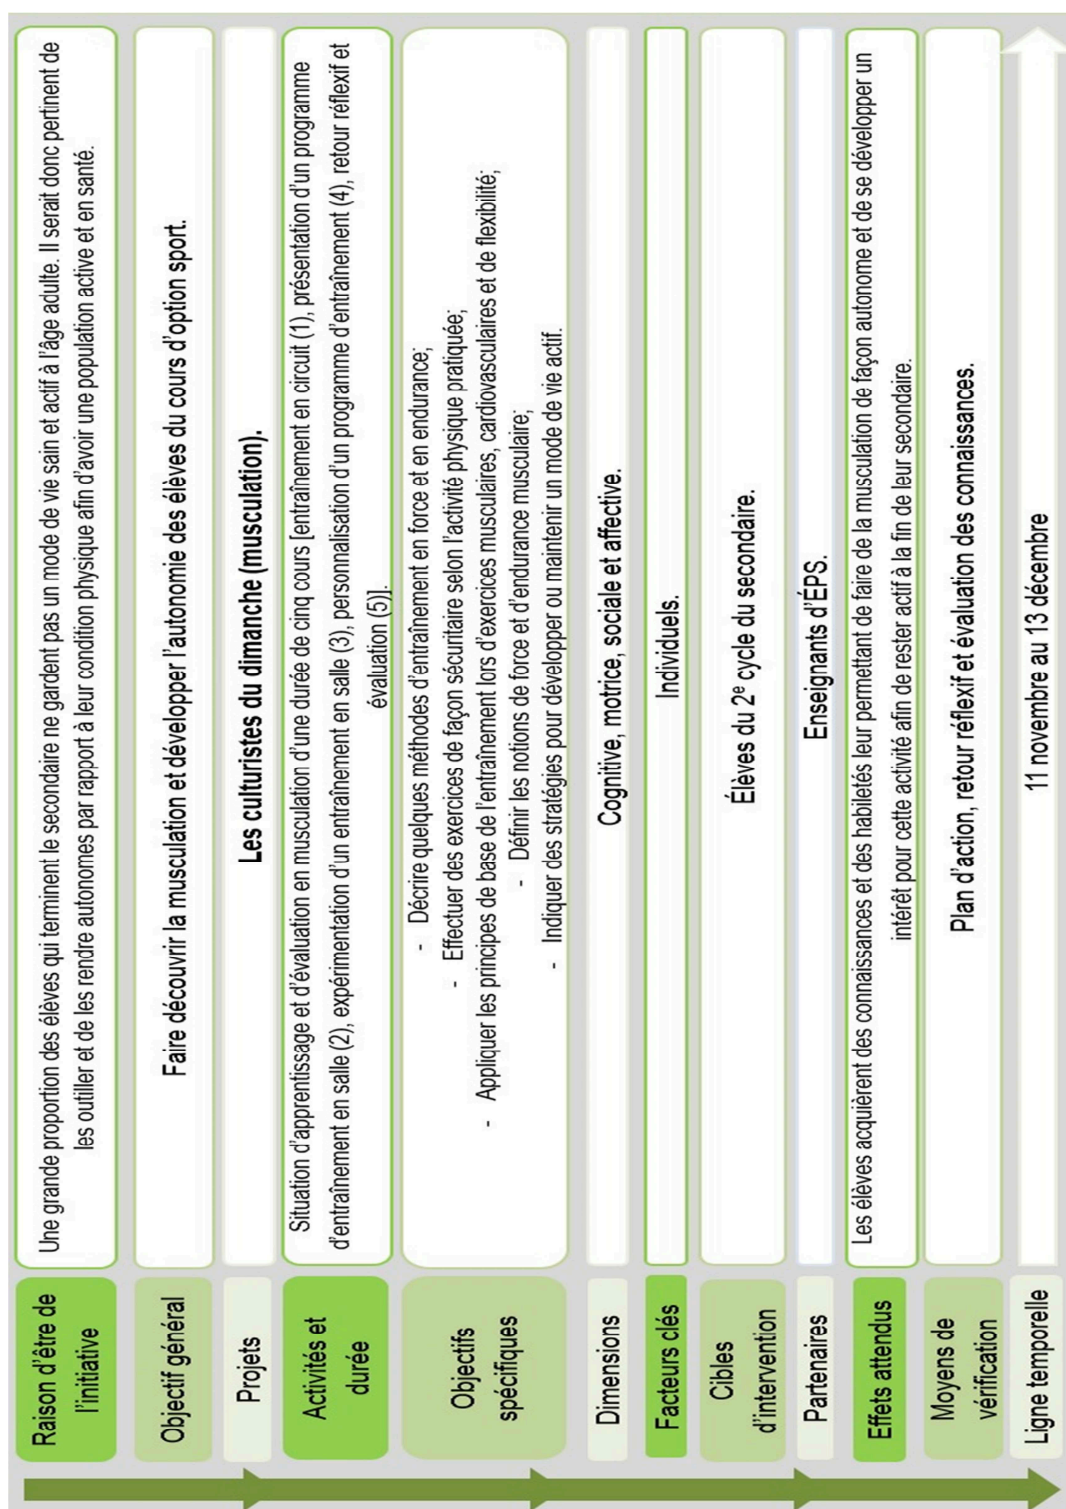 Raison d'être de
l'initiative
Une grande proportion des élèves qui terminent le secondaire ne gardent pas un mode de vie sain et actif à l'âge adulte. Il serait donc pertinent de
les outiller et de les rendre autonomes par rapport à leur condition physique afin d'avoir une population active et en santé.
Objectif général
Faire découvrir la musculation et développer l'autonomie des élèves du cours d'option sport.
Projets
Les culturistes du dimanche (musculation).
Activités et
durée
Situation d'apprentissage et d'évaluation en musculation d'une durée de cinq cours [entraînement en circuit (1), présentation d'un programme
d'entraînement en salle (2), expérimentation d'un entraînement en salle (3), personnalisation d'un programme d'entraînement (4), retour réflexif et
évaluation (5)].
Objectifs
spécifiques
- Décrire quelques méthodes d'entraînement en force et en endurance;
- Effectuer des exercices de façon sécuritaire selon l'activité physique pratiquée;
- Appliquer les principes de base de l'entraînement lors d'exercices musculaires, cardiovasculaires et de flexibilité;
- Définir les notions de force et d'endurance musculaire;
- Indiquer des stratégies pour développer ou maintenir un mode de vie actif.
Dimensions
Cognitive, motrice, sociale et affective.
Facteurs clés
Individuels.
Cibles
d'intervention
Élèves du 2e cycle du secondaire.
Partenaires
Enseignants d'ÉPS.
Effets attendus
Les élèves acquièrent des connaissances et des habiletés leur permettant de faire de la musculation de façon autonome et de se développer un
intérêt pour cette activité afin de rester actif à la fin de leur secondaire.
Moyens de
vérification
Plan d'action, retour réflexif et évaluation des connaissances.
Ligne temporelle
11 novembre au 13 décembre